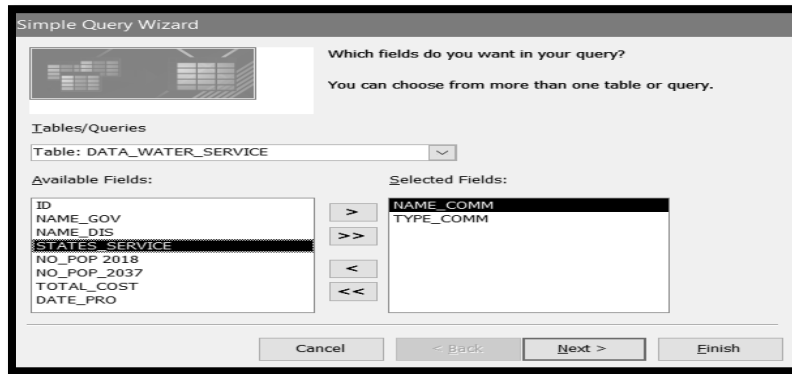 Simple Query Wizard
Which fields do you want in your query?
You can choose from more than one table or query.
Tables/Queries
Table: DATA_WATER_SERVICE
Available Fields:
Selected Fields:
ID
NAME_GOV
NAME_DIS
STATES_SERVICE
NO_POP 2018
NO_POP_2037
TOTAL_COST
DATE_PRO
>
>>
<
<<
NAME_COMM
TYPE_COMM
Cancel
< Back
Next >
Finish